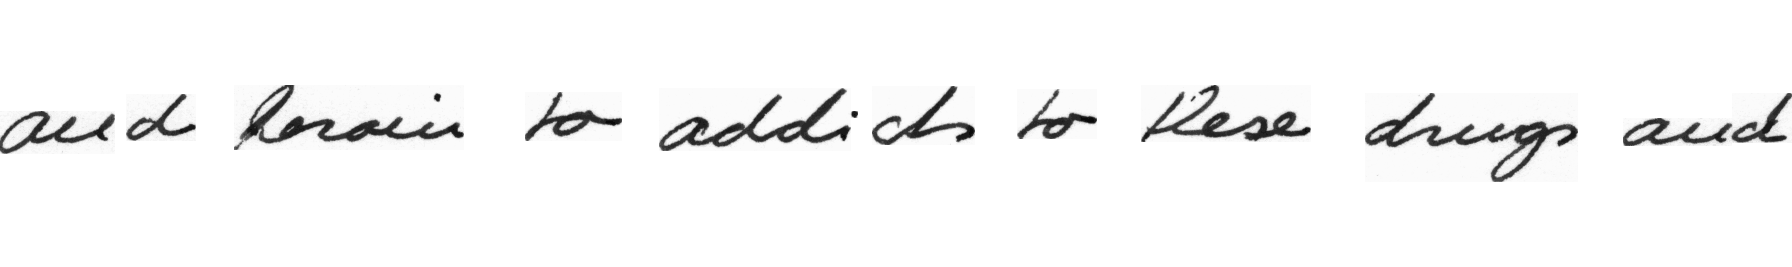 and heroin to addicts to these drugs and